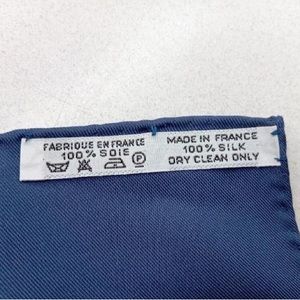 FABRIQUE EN FRANCE
100% SOIE
P
MADE IN FRANCE
100% SILK
DRY CLEAN ONLY